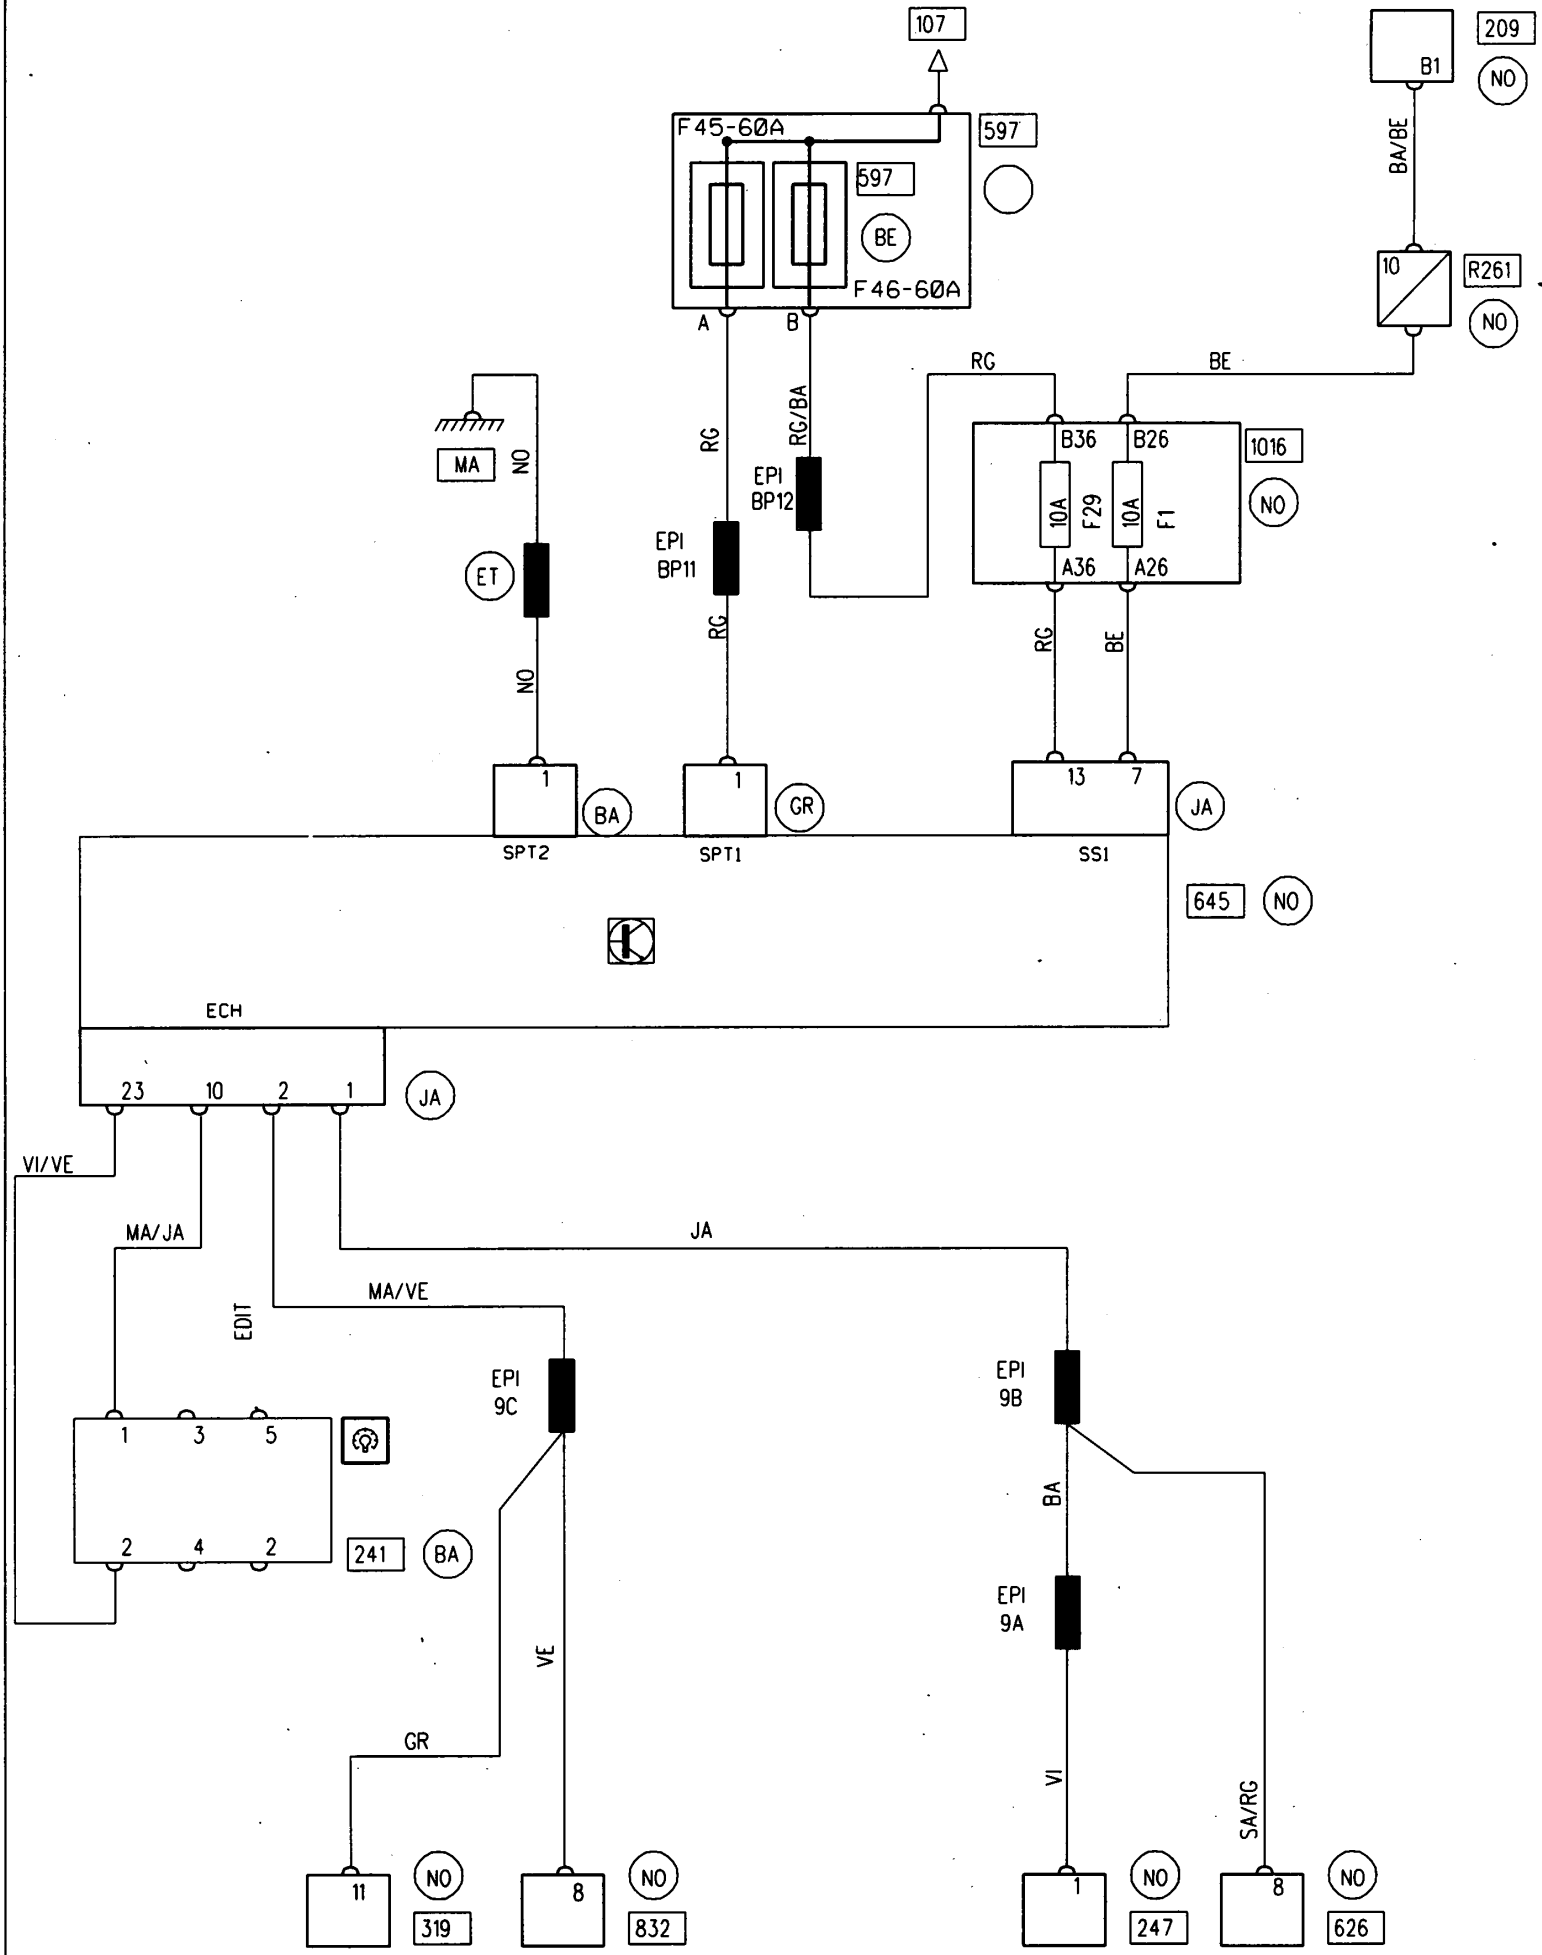 107
209
B1
NO
F45-60A
597
597
BE
F46-60A
BA/BE
10
R261
NO
A
B
RG
BE
MA
NO
RG
RG/BA
EPI
BP12
B36
B26
1016
10A
F29
10A
F1
NO
EPI
BP11
ET
A36
A26
RG
RG
BE
NO
1
BA
1
GR
13
7
JA
SPT2
SPT1
SS1
645
NO
ECH
23
10
2
1
JA
VI/VE
MA/JA
JA
MA/VE
EDIT
EPI
9C
EPI
9B
1
3
5
BA
2
4
2
241
BA
EPI
9A
VE
GR
VI
SA/RG
11
NO
319
8
NO
832
1
NO
247
8
NO
626